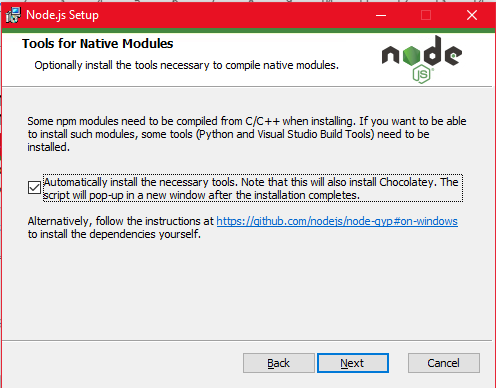 Node.js Setup
Tools for Native Modules
Optionally install the tools necessary to compile native modules.
node
JS
Some npm modules need to be compiled from C/C++ when installing. If you want to be able
to install such modules, some tools (Python and Visual Studio Build Tools) need to be
installed.
Automatically install the necessary tools. Note that this will also install Chocolatey. The
script will pop-up in a new window after the installation completes.
Alternatively, follow the instructions at https://github.com/nodejs/node-gyp#on-windows
to install the dependencies yourself.
Back Next Cancel